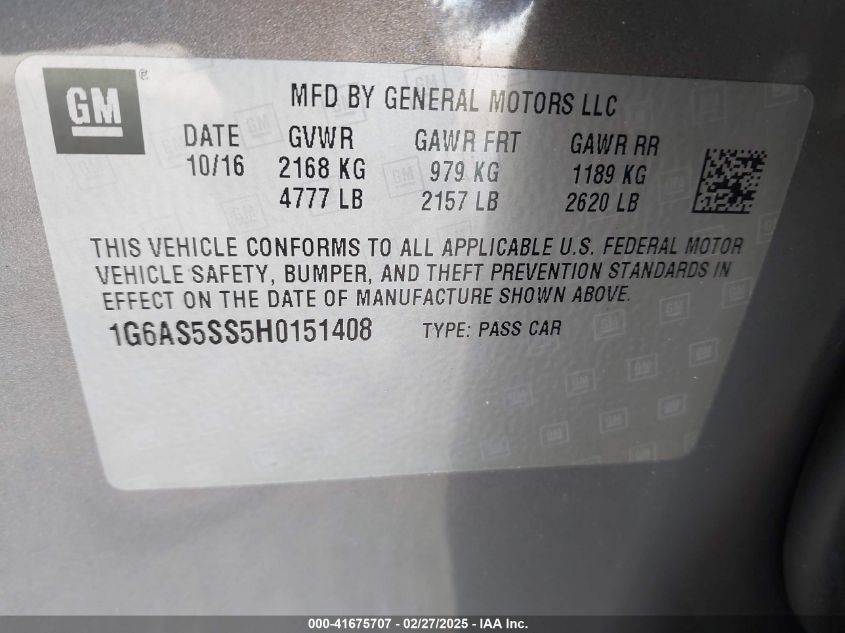 GM
MFD BY GENERAL MOTORS LLC
DATE GVWR GAWR FRT GAWR RR
10/16 2168 KG 979 KG 1189 KG
4777 LB 2157 LB 2620 LB
THIS VEHICLE CONFORMS TO ALL APPLICABLE U.S. FEDERAL MOTOR
VEHICLE SAFETY, BUMPER, AND THEFT PREVENTION STANDARDS IN
EFFECT ON THE DATE OF MANUFACTURE SHOWN ABOVE.
1G6AS5SS5H0151408 TYPE: PASS CAR
000-41675707 - 02/27/2025 - IAA Inc.